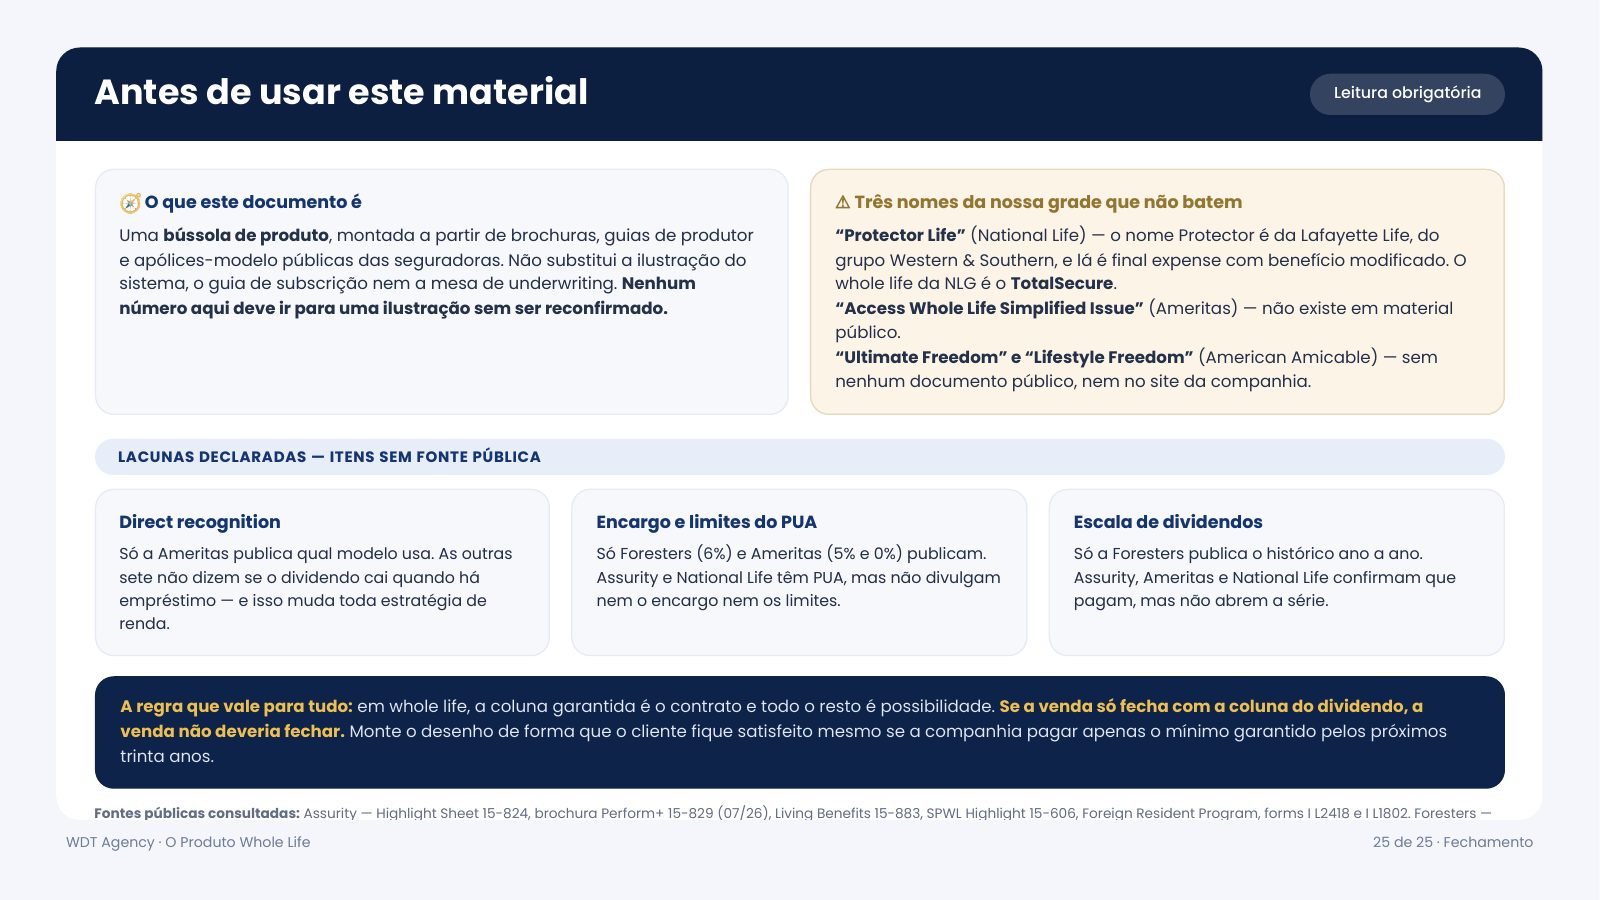 Antes de usar este material
Leitura obrigatória
🧭 O que este documento é
Uma bússola de produto, montada a partir de brochuras, guias de produtor
e apólices-modelo públicas das seguradoras. Não substitui a ilustração do
sistema, o guia de subscrição nem a mesa de underwriting. Nenhum
número aqui deve ir para uma ilustração sem ser reconfirmado.
⚠ Três nomes da nossa grade que não batem
“Protector Life” (National Life) — o nome Protector é da Lafayette Life, do
grupo Western & Southern, e lá é final expense com benefício modificado. O
whole life da NLG é o TotalSecure.
“Access Whole Life Simplified Issue” (Ameritas) — não existe em material
público.
“Ultimate Freedom” e “Lifestyle Freedom” (American Amicable) — sem
nenhum documento público, nem no site da companhia.
LACUNAS DECLARADAS — ITENS SEM FONTE PÚBLICA
Direct recognition
Só a Ameritas publica qual modelo usa. As outras
sete não dizem se o dividendo cai quando há
empréstimo — e isso muda toda estratégia de
renda.
Encargo e limites do PUA
Só Foresters (6%) e Ameritas (5% e 0%) publicam.
Assurity e National Life têm PUA, mas não divulgam
nem o encargo nem os limites.
Escala de dividendos
Só a Foresters publica o histórico ano a ano.
Assurity, Ameritas e National Life confirmam que
pagam, mas não abrem a série.
A regra que vale para tudo: em whole life, a coluna garantida é o contrato e todo o resto é possibilidade. Se a venda só fecha com a coluna do dividendo, a
venda não deveria fechar. Monte o desenho de forma que o cliente fique satisfeito mesmo se a companhia pagar apenas o mínimo garantido pelos próximos
trinta anos.
Fontes públicas consultadas: Assurity — Highlight Sheet 15-824, brochura Perform+ 15-829 (07/26), Living Benefits 15-883, SPWL Highlight 15-606, Foreign Resident Program, forms I L2418 e I L1802. Foresters —
WDT Agency · O Produto Whole Life
25 de 25 · Fechamento